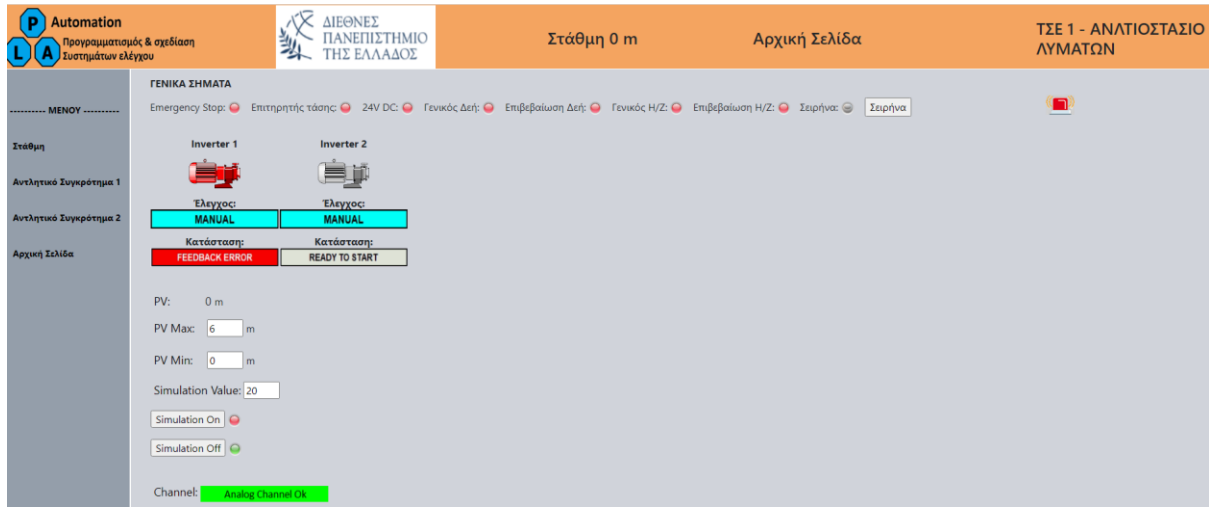 P Automation
L A Προγραμματισμός & σχεδίαση
Συστημάτων ελέγχου
ΔΙΕΘΝΕΣ
ΠΑΝΕΠΙΣΤΗΜΙΟ
ΤΗΣ ΕΛΛΑΔΟΣ
Στάθμη 0 m
Αρχική Σελίδα
ΤΣΕ 1 - ΑΝΛΤΙΟΣΤΑΣΙΟ
ΛΥΜΑΤΩΝ
---------- ΜΕΝΟΥ ----------
Στάθμη
Αντλητικό Συγκρότημα 1
Αντλητικό Συγκρότημα 2
Αρχική Σελίδα
ΓΕΝΙΚΑ ΣΗΜΑΤΑ
Emergency Stop: Επιτηρητής τάσης: 24V DC: Γενικός Δεή: Επιβεβαίωση Δεή: Γενικός Η/Ζ: Επιβεβαίωση Η/Ζ: Σειρήνα: Σειρήνα
Inverter 1 Inverter 2
Έλεγχος: Έλεγχος:
MANUAL MANUAL
Κατάσταση: Κατάσταση:
FEEDBACK ERROR READY TO START
PV: 0 m
PV Max: 6 m
PV Min: 0 m
Simulation Value: 20
Simulation On
Simulation Off
Channel: Analog Channel Ok